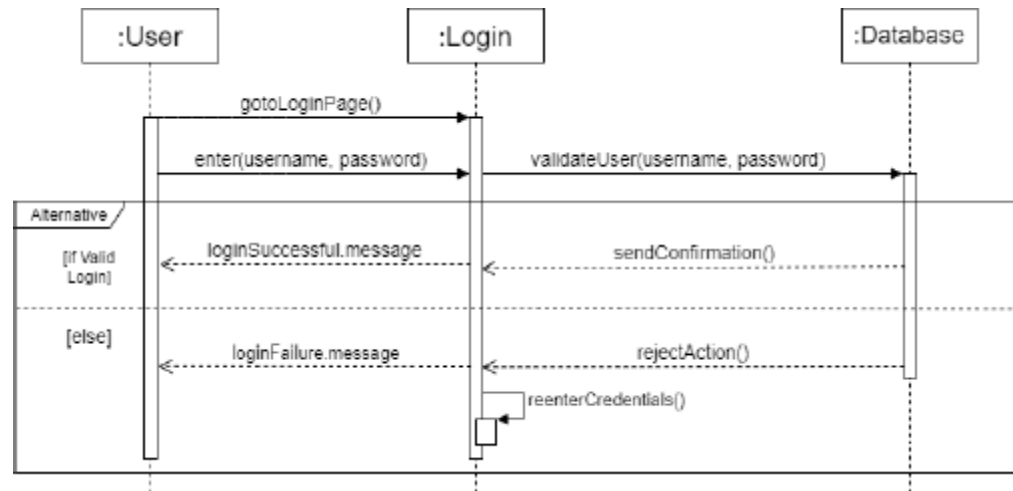 :User
:Login
:Database
gotoLoginPage()
enter(username, password)
validateUser(username, password)
Alternative
[if Valid
Login]
loginSuccessful.message
sendConfirmation()
[else]
loginFailure.message
rejectAction()
reenterCredentials()